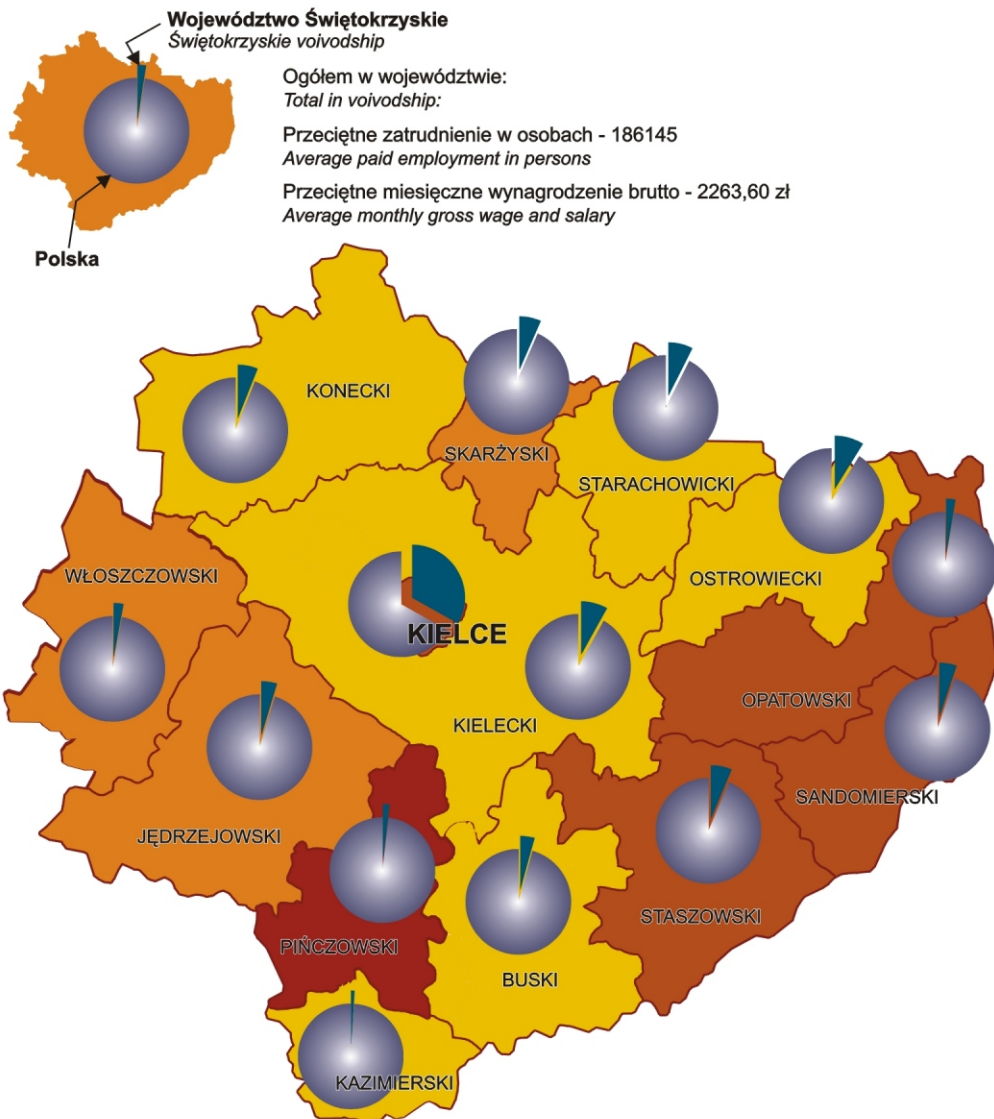 Województwo Świętokrzyskie
Świętokrzyskie voivodship
Ogółem w województwie:
Total in voivodship:
Przeciętne zatrudnienie w osobach - 186145
Average paid employment in persons
Przeciętne miesięczne wynagrodzenie brutto - 2263,60 zł
Average monthly gross wage and salary
Polska
KONECKI
SKARŻYSKI
STARACHOWICKI
WŁOSZCZOWSKI
OSTROWIECKI
KIELCE
OPATOWSKI
KIELECKI
SANDOMIERSKI
JĘDRZEJOWSKI
STASZOWSKI
PIŃCZOWSKI
BUSKI
KAZIMIERSKI